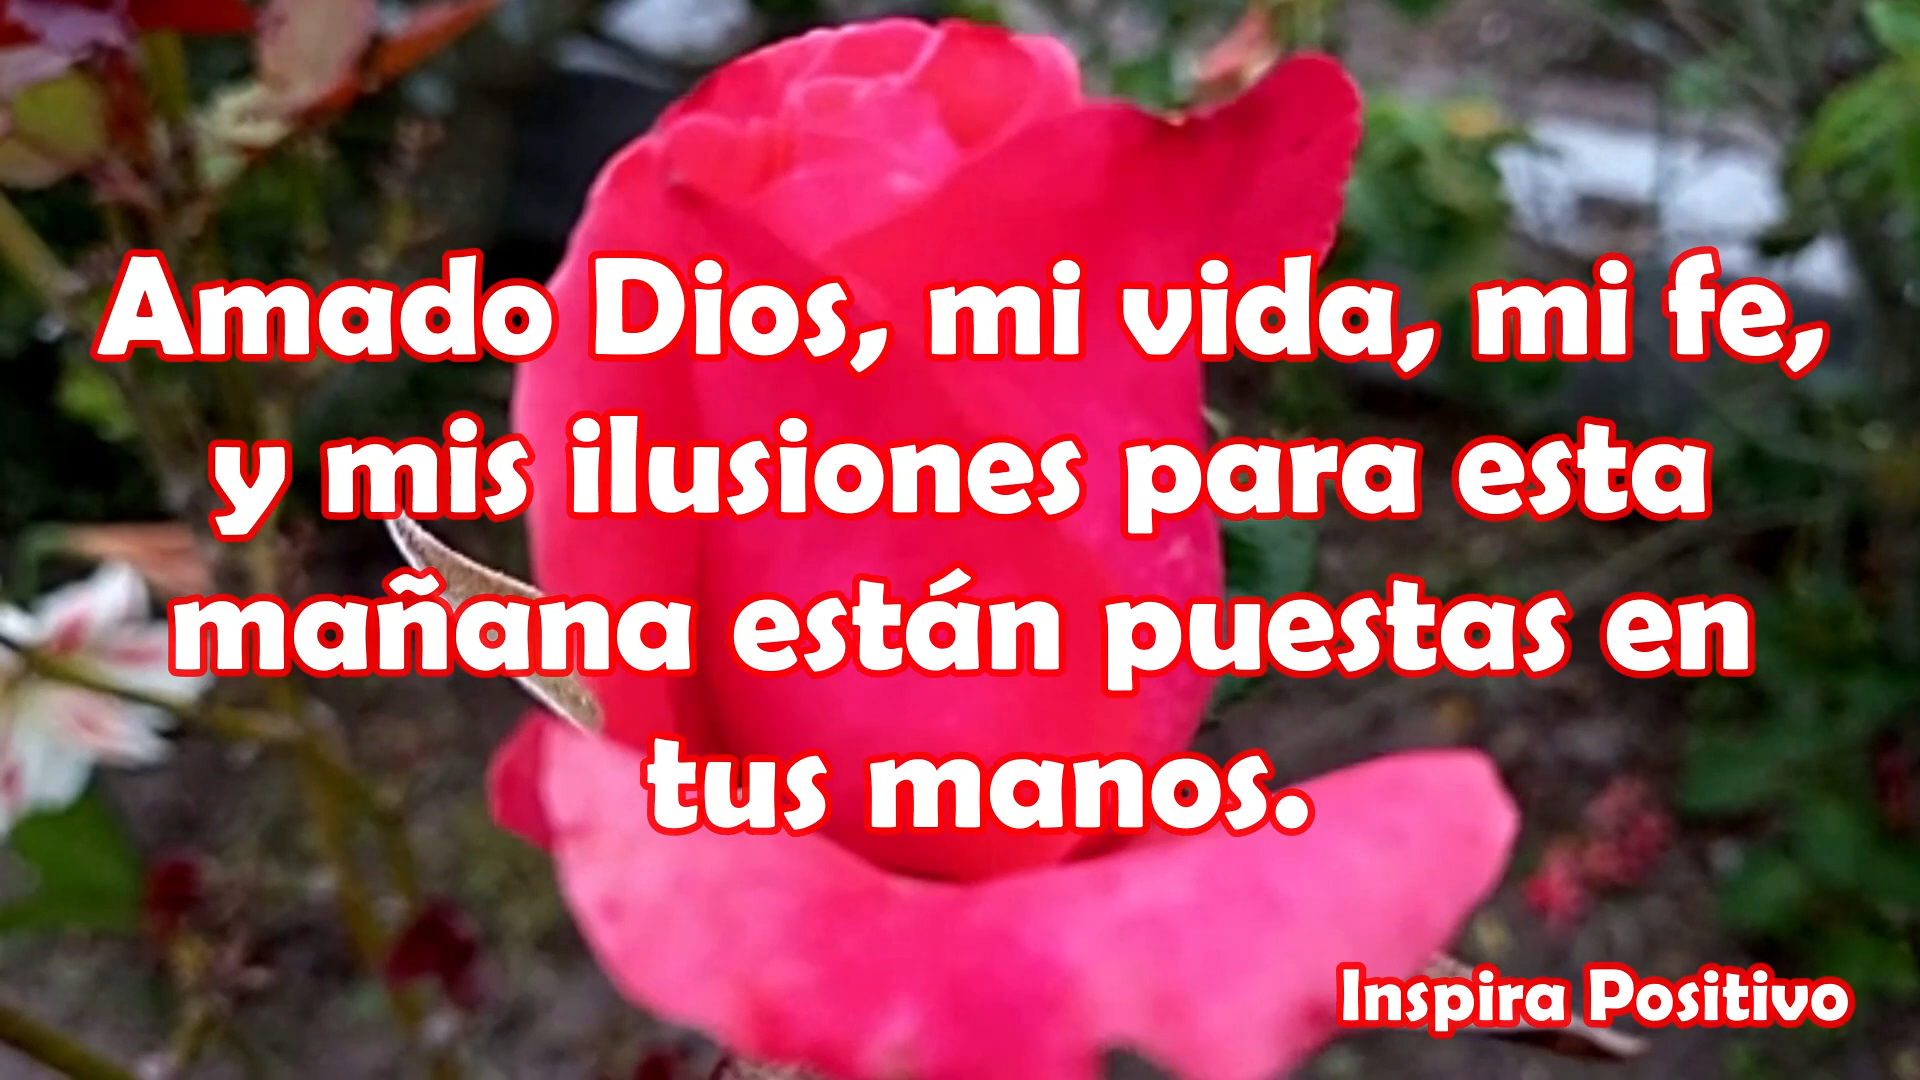 Amado Dios, mi vida, mi fe,
y mis ilusiones para esta
mañana están puestas en
tus manos.
Inspira Positivo